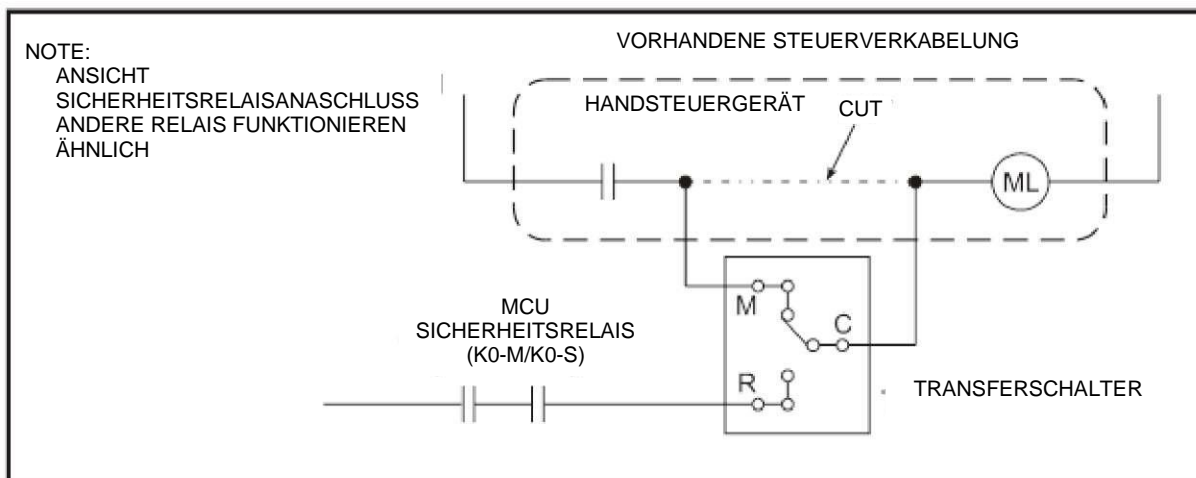 NOTE:
ANSICHT
SICHERHEITSRELAISANASCHLUSS
ANDERE RELAIS FUNKTIONIEREN
ÄHNLICH
VORHANDENE STEUERVERKABELUNG
HANDSTEUERGERÄT
CUT
ML
M
C
R
MCU
SICHERHEITSRELAIS
(K0-M/K0-S)
TRANSFERSCHALTER